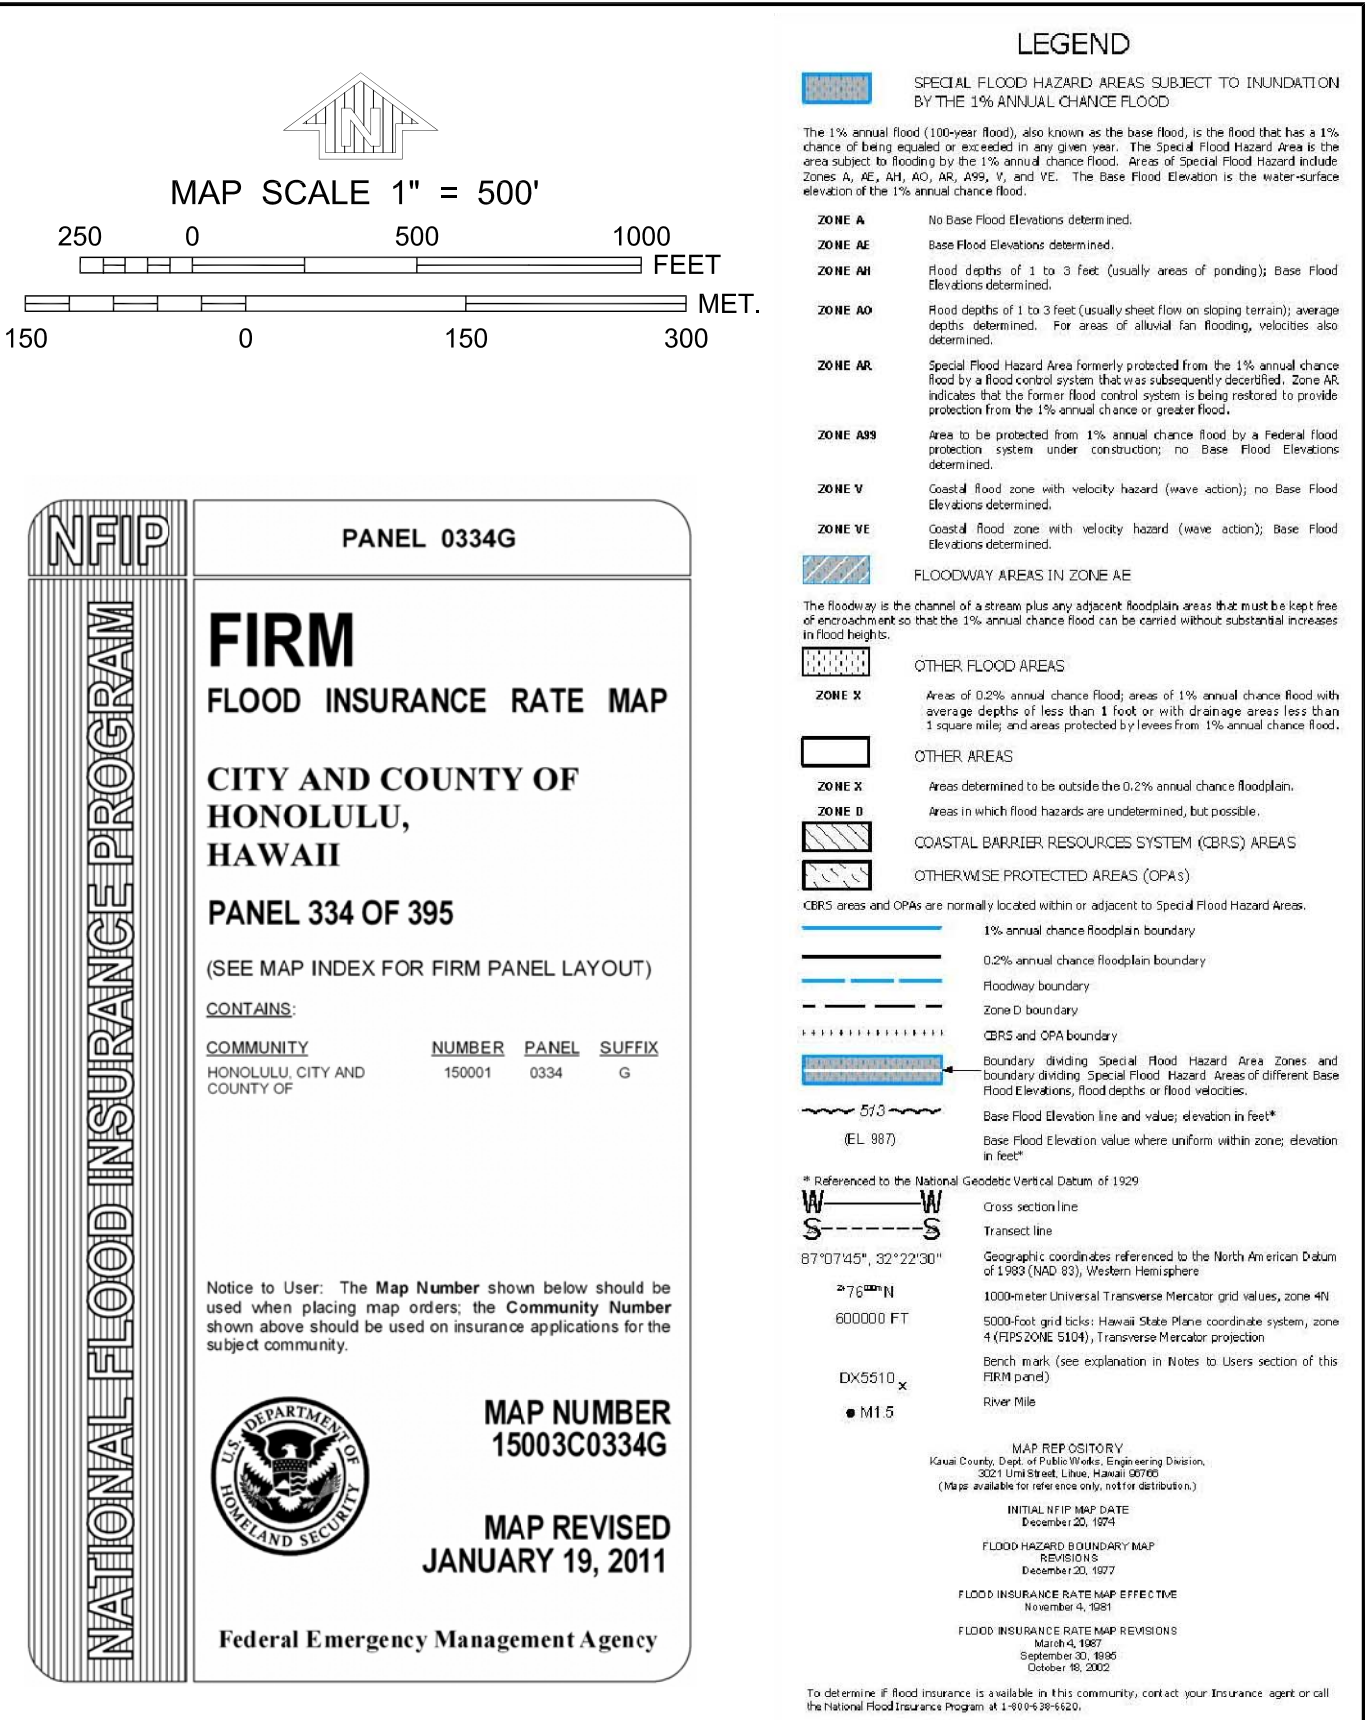 N
MAP SCALE 1" = 500'
250 0 500 1000
FEET
MET.
150 0 150 300
NFIP
PANEL 0334G
NATIONAL FLOOD INSURANCE PROGRAM
FIRM
FLOOD INSURANCE RATE MAP
CITY AND COUNTY OF
HONOLULU,
HAWAII
PANEL 334 OF 395
(SEE MAP INDEX FOR FIRM PANEL LAYOUT)
CONTAINS:
COMMUNITY NUMBER PANEL SUFFIX
HONOLULU, CITY AND 150001 0334 G
COUNTY OF
Notice to User: The Map Number shown below should be
used when placing map orders; the Community Number
shown above should be used on insurance applications for the
subject community.
U.S. DEPARTMENT OF HOMELAND SECURITY
MAP NUMBER
15003C0334G
MAP REVISED
JANUARY 19, 2011
Federal Emergency Management Agency
LEGEND
SPECIAL FLOOD HAZARD AREAS SUBJECT TO INUNDATION
BY THE 1% ANNUAL CHANCE FLOOD
The 1% annual flood (100-year flood), also known as the base flood, is the flood that has a 1%
chance of being equaled or exceeded in any given year. The Special Flood Hazard Area is the
area subject to flooding by the 1% annual chance flood. Areas of Special Flood Hazard include
Zones A, AE, AH, AO, AR, A99, V, and VE. The Base Flood Elevation is the water-surface
elevation of the 1% annual chance flood.
ZONE A No Base Flood Elevations determined.
ZONE AE Base Flood Elevations determined.
ZONE AH Flood depths of 1 to 3 feet (usually areas of ponding); Base Flood
Elevations determined.
ZONE AO Flood depths of 1 to 3 feet (usually sheet flow on sloping terrain); average
depths determined. For areas of alluvial fan flooding, velocities also
determined.
ZONE AR Special Flood Hazard Area formerly protected from the 1% annual chance
flood by a flood control system that was subsequently decertified. Zone AR
indicates that the former flood control system is being restored to provide
protection from the 1% annual chance or greater flood.
ZONE A99 Area to be protected from 1% annual chance flood by a Federal flood
protection system under construction; no Base Flood Elevations
determined.
ZONE V Coastal flood zone with velocity hazard (wave action); no Base Flood
Elevations determined.
ZONE VE Coastal flood zone with velocity hazard (wave action); Base Flood
Elevations determined.
FLOODWAY AREAS IN ZONE AE
The floodway is the channel of a stream plus any adjacent floodplain areas that must be kept free
of encroachment so that the 1% annual chance flood can be carried without substantial increases
in flood heights.
OTHER FLOOD AREAS
ZONE X Areas of 0.2% annual chance flood; areas of 1% annual chance flood with
average depths of less than 1 foot or with drainage areas less than
1 square mile; and areas protected by levees from 1% annual chance flood.
OTHER AREAS
ZONE X Areas determined to be outside the 0.2% annual chance floodplain.
ZONE D Areas in which flood hazards are undetermined, but possible.
COASTAL BARRIER RESOURCES SYSTEM (CBRS) AREAS
OTHERWISE PROTECTED AREAS (OPAs)
CBRS areas and OPAs are normally located within or adjacent to Special Flood Hazard Areas.
1% annual chance floodplain boundary
0.2% annual chance floodplain boundary
Floodway boundary
Zone D boundary
CBRS and OPA boundary
Boundary dividing Special Flood Hazard Area Zones and
boundary dividing Special Flood Hazard Areas of different Base
Flood Elevations, flood depths or flood velocities.
513 Base Flood Elevation line and value; elevation in feet*
(EL 987) Base Flood Elevation value where uniform within zone; elevation
in feet*
* Referenced to the National Geodetic Vertical Datum of 1929
W W Cross section line
S S Transect line
87°07'45", 32°22'30" Geographic coordinates referenced to the North American Datum
of 1983 (NAD 83), Western Hemisphere
76 N 1000-meter Universal Transverse Mercator grid values, zone 4N
600000 FT 5000-foot grid ticks: Hawaii State Plane coordinate system, zone
4 (FIPSZONE 5104), Transverse Mercator projection
DX5510 x Bench mark (see explanation in Notes to Users section of this
FIRM panel)
M1.5 River Mile
MAP REPOSITORY
Kauai County, Dept. of Public Works, Engineering Division,
3021 Umi Street, Lihue, Hawaii 96766
(Maps available for reference only, not for distribution.)
INITIAL NFIP MAP DATE
December 20, 1974
FLOOD HAZARD BOUNDARY MAP
REVISIONS
December 20, 1977
FLOOD INSURANCE RATE MAP EFFECTIVE
November 4, 1981
FLOOD INSURANCE RATE MAP REVISIONS
March 4, 1987
September 30, 1995
October 18, 2002
To determine if flood insurance is available in this community, contact your Insurance agent or call
the National Flood Insurance Program at 1-800-638-6620.